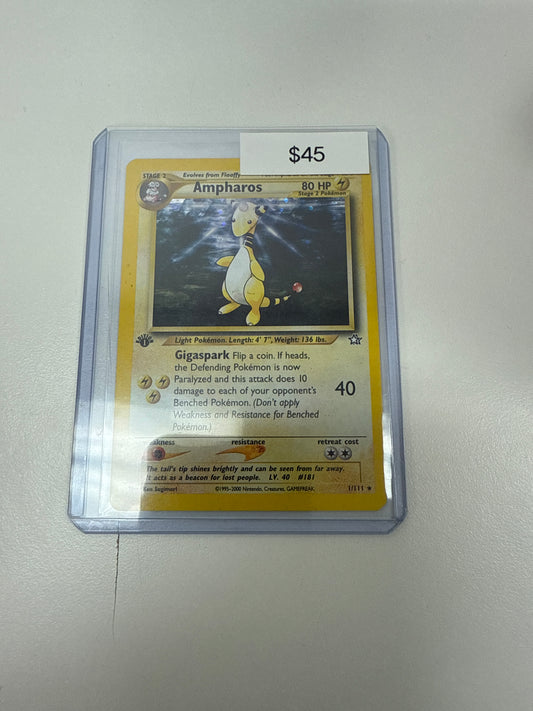 $45
STAGE 2 Evolves from Flaaffy
Ampharos 80 HP
Stage 2 Pokémon
Light Pokémon. Length: 4' 7", Weight: 136 lbs.
Gigaspark Flip a coin. If heads,
the Defending Pokémon is now
Paralyzed and this attack does 10
damage to each of your opponent's
Benched Pokémon. (Don't apply
Weakness and Resistance for Benched
Pokémon.)
40
weakness resistance retreat cost
The tail's tip shines brightly and can be seen from far away.
It acts as a beacon for lost people. LV. 40 #181
Ken Sugimori ©1995-2000 Nintendo, Creatures, GAMEFREAK. 1/111 ★